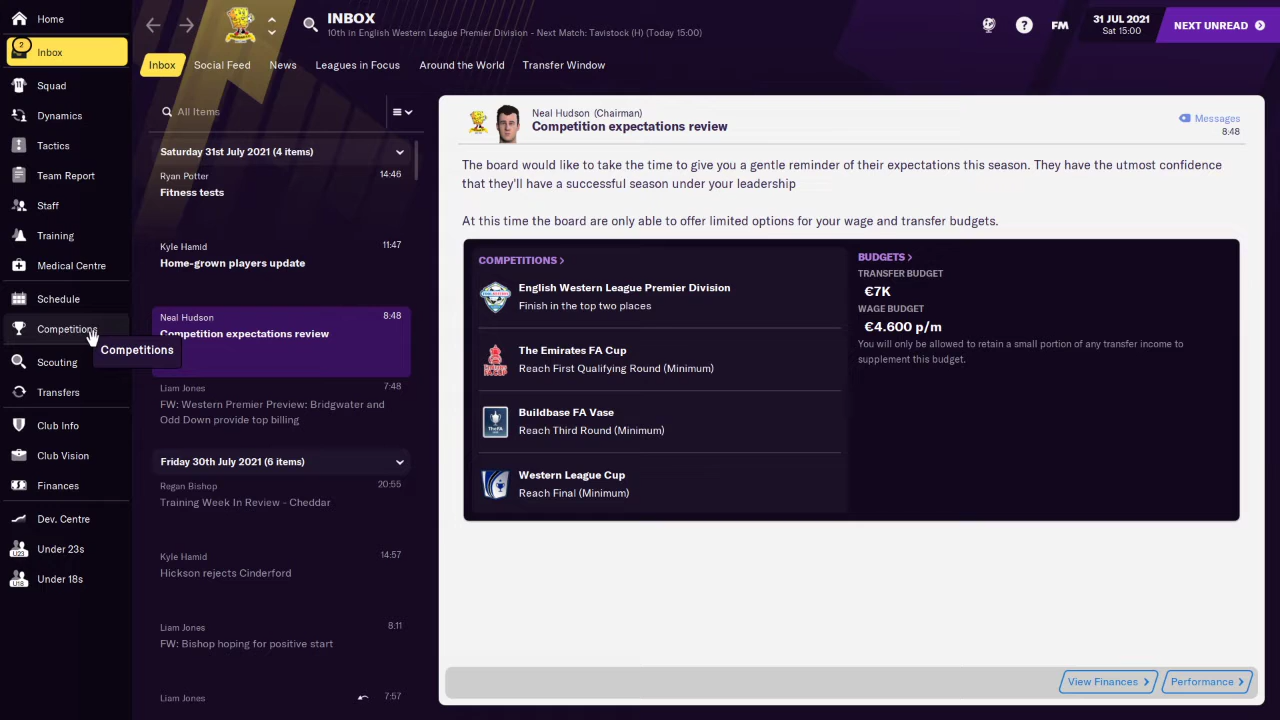 Home
2
Inbox
Squad
Dynamics
Tactics
Team Report
Staff
Training
Medical Centre
Schedule
Competitions
Competitions
Scouting
Transfers
Club Info
Club Vision
Finances
Dev. Centre
Under 23s
Under 18s
INBOX
10th in English Western League Premier Division - Next Match: Tavistock (H) (Today 15:00)
FM
31 JUL 2021
Sat 15:00
NEXT UNREAD
Inbox
Social Feed
News
Leagues in Focus
Around the World
Transfer Window
All Items
Saturday 31st July 2021 (4 items)
Ryan Potter 14:46
Fitness tests
Kyle Hamid 11:47
Home-grown players update
Neal Hudson 8:48
Competition expectations review
Liam Jones 7:48
FW: Western Premier Preview: Bridgwater and
Odd Down provide top billing
Friday 30th July 2021 (6 items)
Regan Bishop 20:55
Training Week In Review - Cheddar
Kyle Hamid 14:57
Hickson rejects Cinderford
Liam Jones 8:11
FW: Bishop hoping for positive start
Liam Jones 7:57
Neal Hudson (Chairman)
Competition expectations review
Messages
8:48
The board would like to take the time to give you a gentle reminder of their expectations this season. They have the utmost confidence
that they'll have a successful season under your leadership
At this time the board are only able to offer limited options for your wage and transfer budgets.
COMPETITIONS >
English Western League Premier Division
Finish in the top two places
The Emirates FA Cup
Reach First Qualifying Round (Minimum)
Buildbase FA Vase
Reach Third Round (Minimum)
Western League Cup
Reach Final (Minimum)
BUDGETS >
TRANSFER BUDGET
€7K
WAGE BUDGET
€4.600 p/m
You will only be allowed to retain a small portion of any transfer income to
supplement this budget.
View Finances >
Performance >